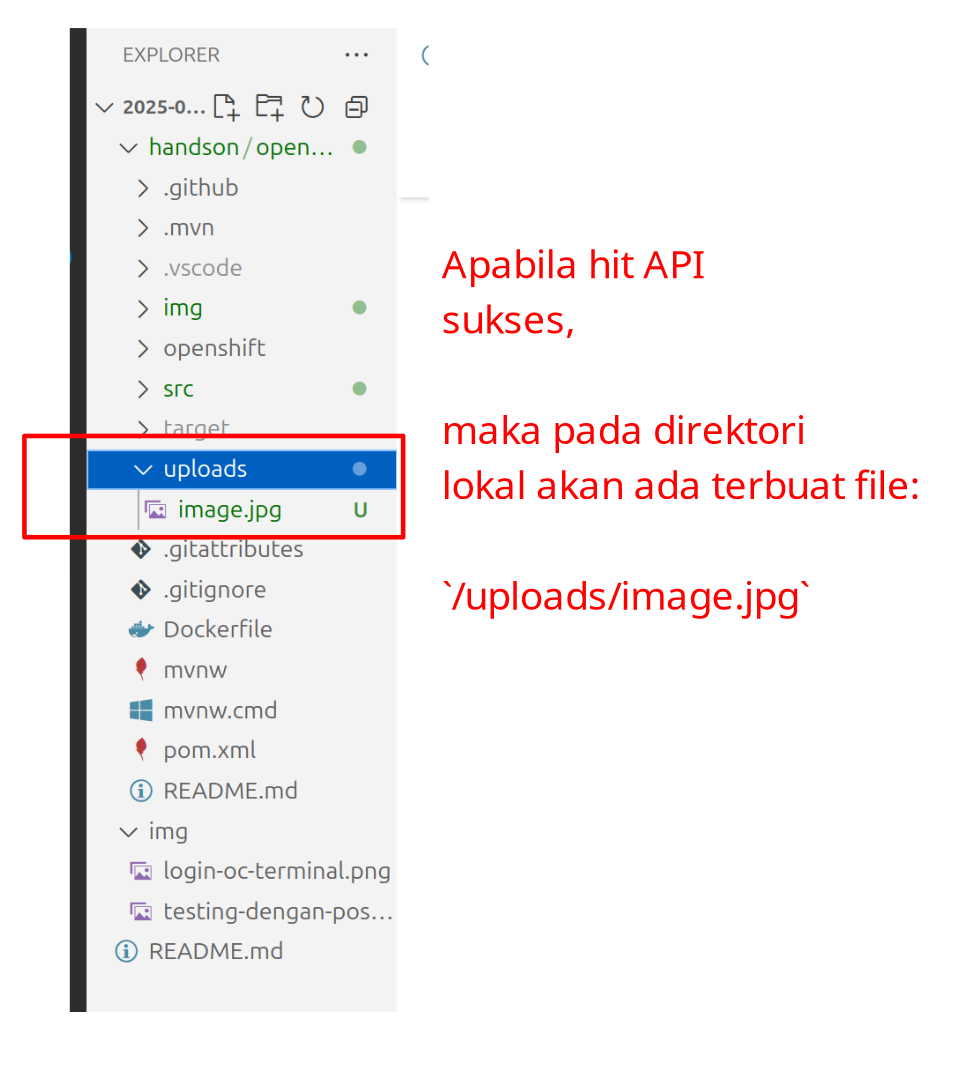 EXPLORER
2025-0...
handson/open...
.github
.mvn
.vscode
img
openshift
src
target
uploads
image.jpg U
.gitattributes
.gitignore
Dockerfile
mvnw
mvnw.cmd
pom.xml
README.md
img
login-oc-terminal.png
testing-dengan-pos...
README.md
Apabila hit API
sukses,
maka pada direktori
lokal akan ada terbuat file:
`/uploads/image.jpg`